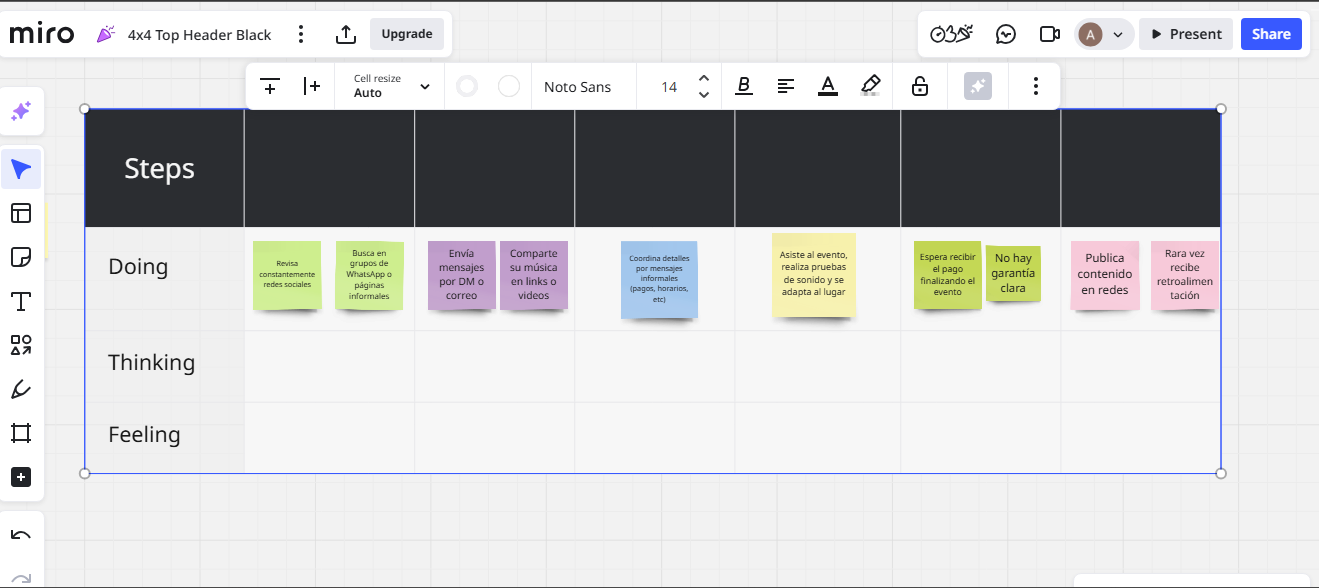 miro
4x4 Top Header Black
Upgrade
A
Present
Share
Cell resize
Auto
Noto Sans
14
B
A
Steps
Doing
Revisa
constantemente
redes sociales
Busca en
grupos de
WhatsApp o
páginas
informales
Envía
mensajes
por DM o
correo
Comparte
su música
en links o
videos
Coordina detalles
por mensajes
informales
(pagos, horarios,
etc)
Asiste al evento,
realiza pruebas
de sonido y se
adapta al lugar
Espera recibir
el pago
finalizando el
evento
No hay
garantía
clara
Publica
contenido
en redes
Rara vez
recibe
retroalimen
tación
Thinking
Feeling